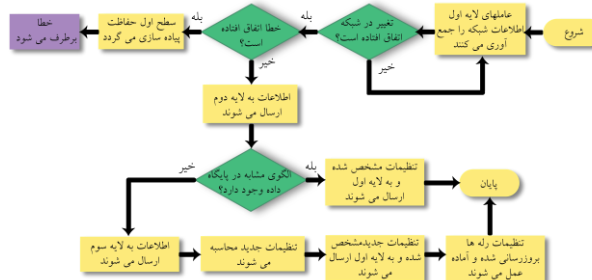 شروع
عاملهای لایه اول
اطلاعات شبکه را جمع
آوری می کنند
تغییر در شبکه
اتفاق افتاده است؟
بله
خیر
خطا اتفاق افتاده
است؟
بله
خیر
سطح اول حفاظت
پیاده سازی می گردد
خطا
برطرف می شود
اطلاعات به لایه دوم
ارسال می شوند
الگوی مشابه در پایگاه
داده وجود دارد؟
بله
خیر
تنظیمات مشخص شده
و به لایه اول
ارسال می شوند
پایان
اطلاعات به لایه سوم
ارسال می شوند
تنظیمات جدید محاسبه
می شوند
تنظیمات جدیدمشخص
شده و به لایه اول ارسال
می شوند
تنظیمات رله ها
بروزرسانی شده و آماده
عمل می شوند